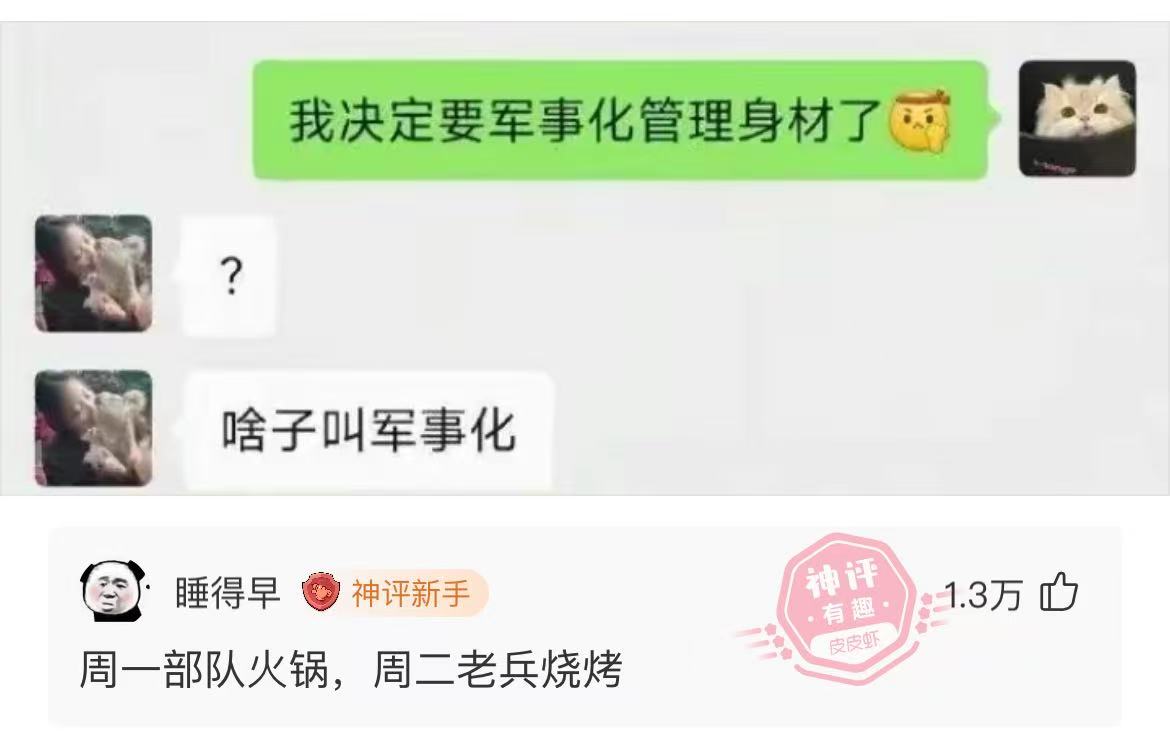 我决定要军事化管理身材了
?
啥子叫军事化
睡得早 神评新手
神评
·有趣·
皮皮虾
1.3万
周一部队火锅，周二老兵烧烤